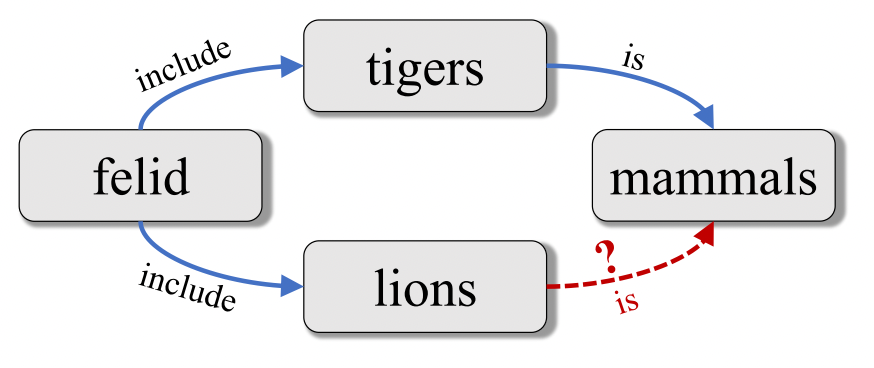 include
tigers
is
felid
mammals
include
lions
?
is